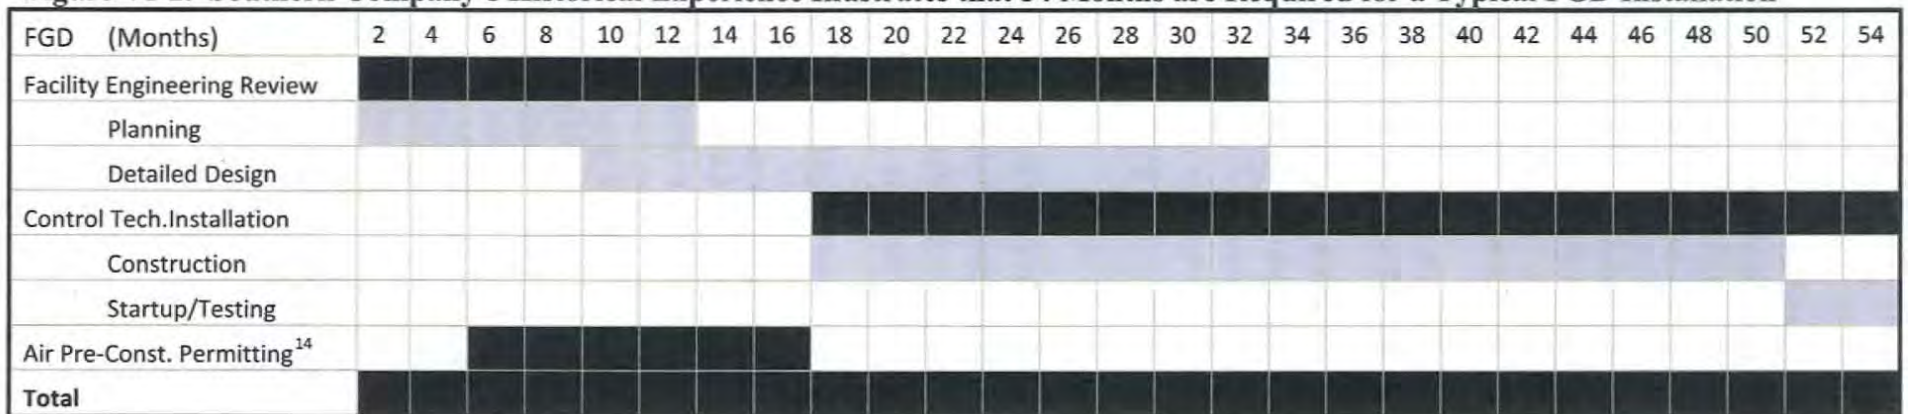 FGD (Months) 2 4 6 8 10 12 14 16 18 20 22 24 26 28 30 32 34 36 38 40 42 44 46 48 50 52 54
Facility Engineering Review
Planning
Detailed Design
Control Tech.Installation
Construction
Startup/Testing
Air Pre-Const. Permitting14
Total